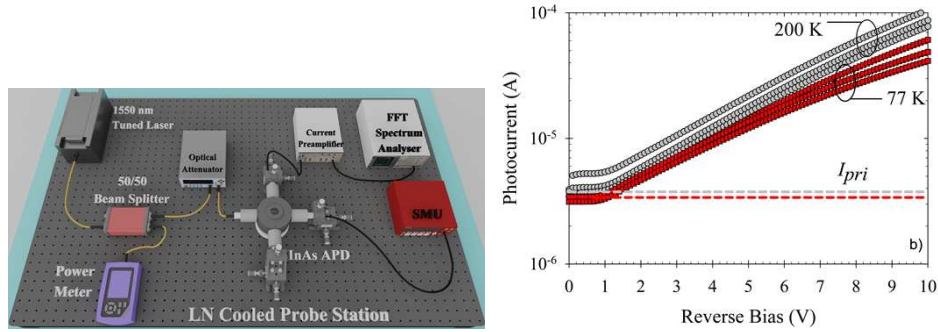 1550 nm
Tuned Laser
50/50
Beam Splitter
Optical
Attenuator
Current
Preamplifier
FFT
Spectrum
Analyser
SMU
InAs APD
Power
Meter
LN Cooled Probe Station
Photocurrent (A)
10-4
10-5
10-6
200 K
77 K
Ipri
b)
0 1 2 3 4 5 6 7 8 9 10
Reverse Bias (V)